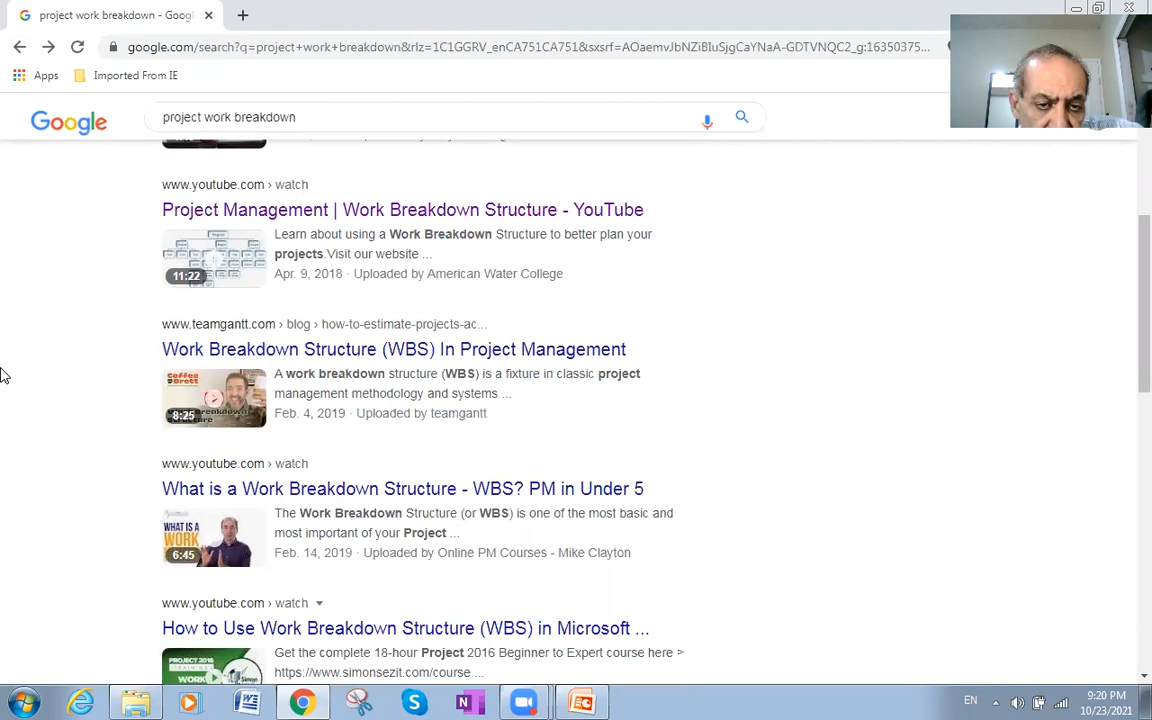 project work breakdown - Googl
google.com/search?q=project+work+breakdown&rlz=1C1GGRV_enCA751CA751&sxsrf=AOaemvJbNZiBIuSjgCaYNaA-GDTVNQC2_g:16350375...
Apps Imported From IE
Google project work breakdown
www.youtube.com › watch
Project Management | Work Breakdown Structure - YouTube
Learn about using a Work Breakdown Structure to better plan your
projects.Visit our website ...
11:22
Apr. 9, 2018 · Uploaded by American Water College
www.teamgantt.com › blog › how-to-estimate-projects-ac...
Work Breakdown Structure (WBS) In Project Management
A work breakdown structure (WBS) is a fixture in classic project
management methodology and systems ...
8:25
Feb. 4, 2019 · Uploaded by teamgantt
www.youtube.com › watch
What is a Work Breakdown Structure - WBS? PM in Under 5
The Work Breakdown Structure (or WBS) is one of the most basic and
most important of your Project ...
WHAT IS A
WORK
6:45
Feb. 14, 2019 · Uploaded by Online PM Courses - Mike Clayton
www.youtube.com › watch
How to Use Work Breakdown Structure (WBS) in Microsoft ...
Get the complete 18-hour Project 2016 Beginner to Expert course here ▻
https://www.simonsezit.com/course ...
PROJECT 2016
EN
9:20 PM
10/23/2021